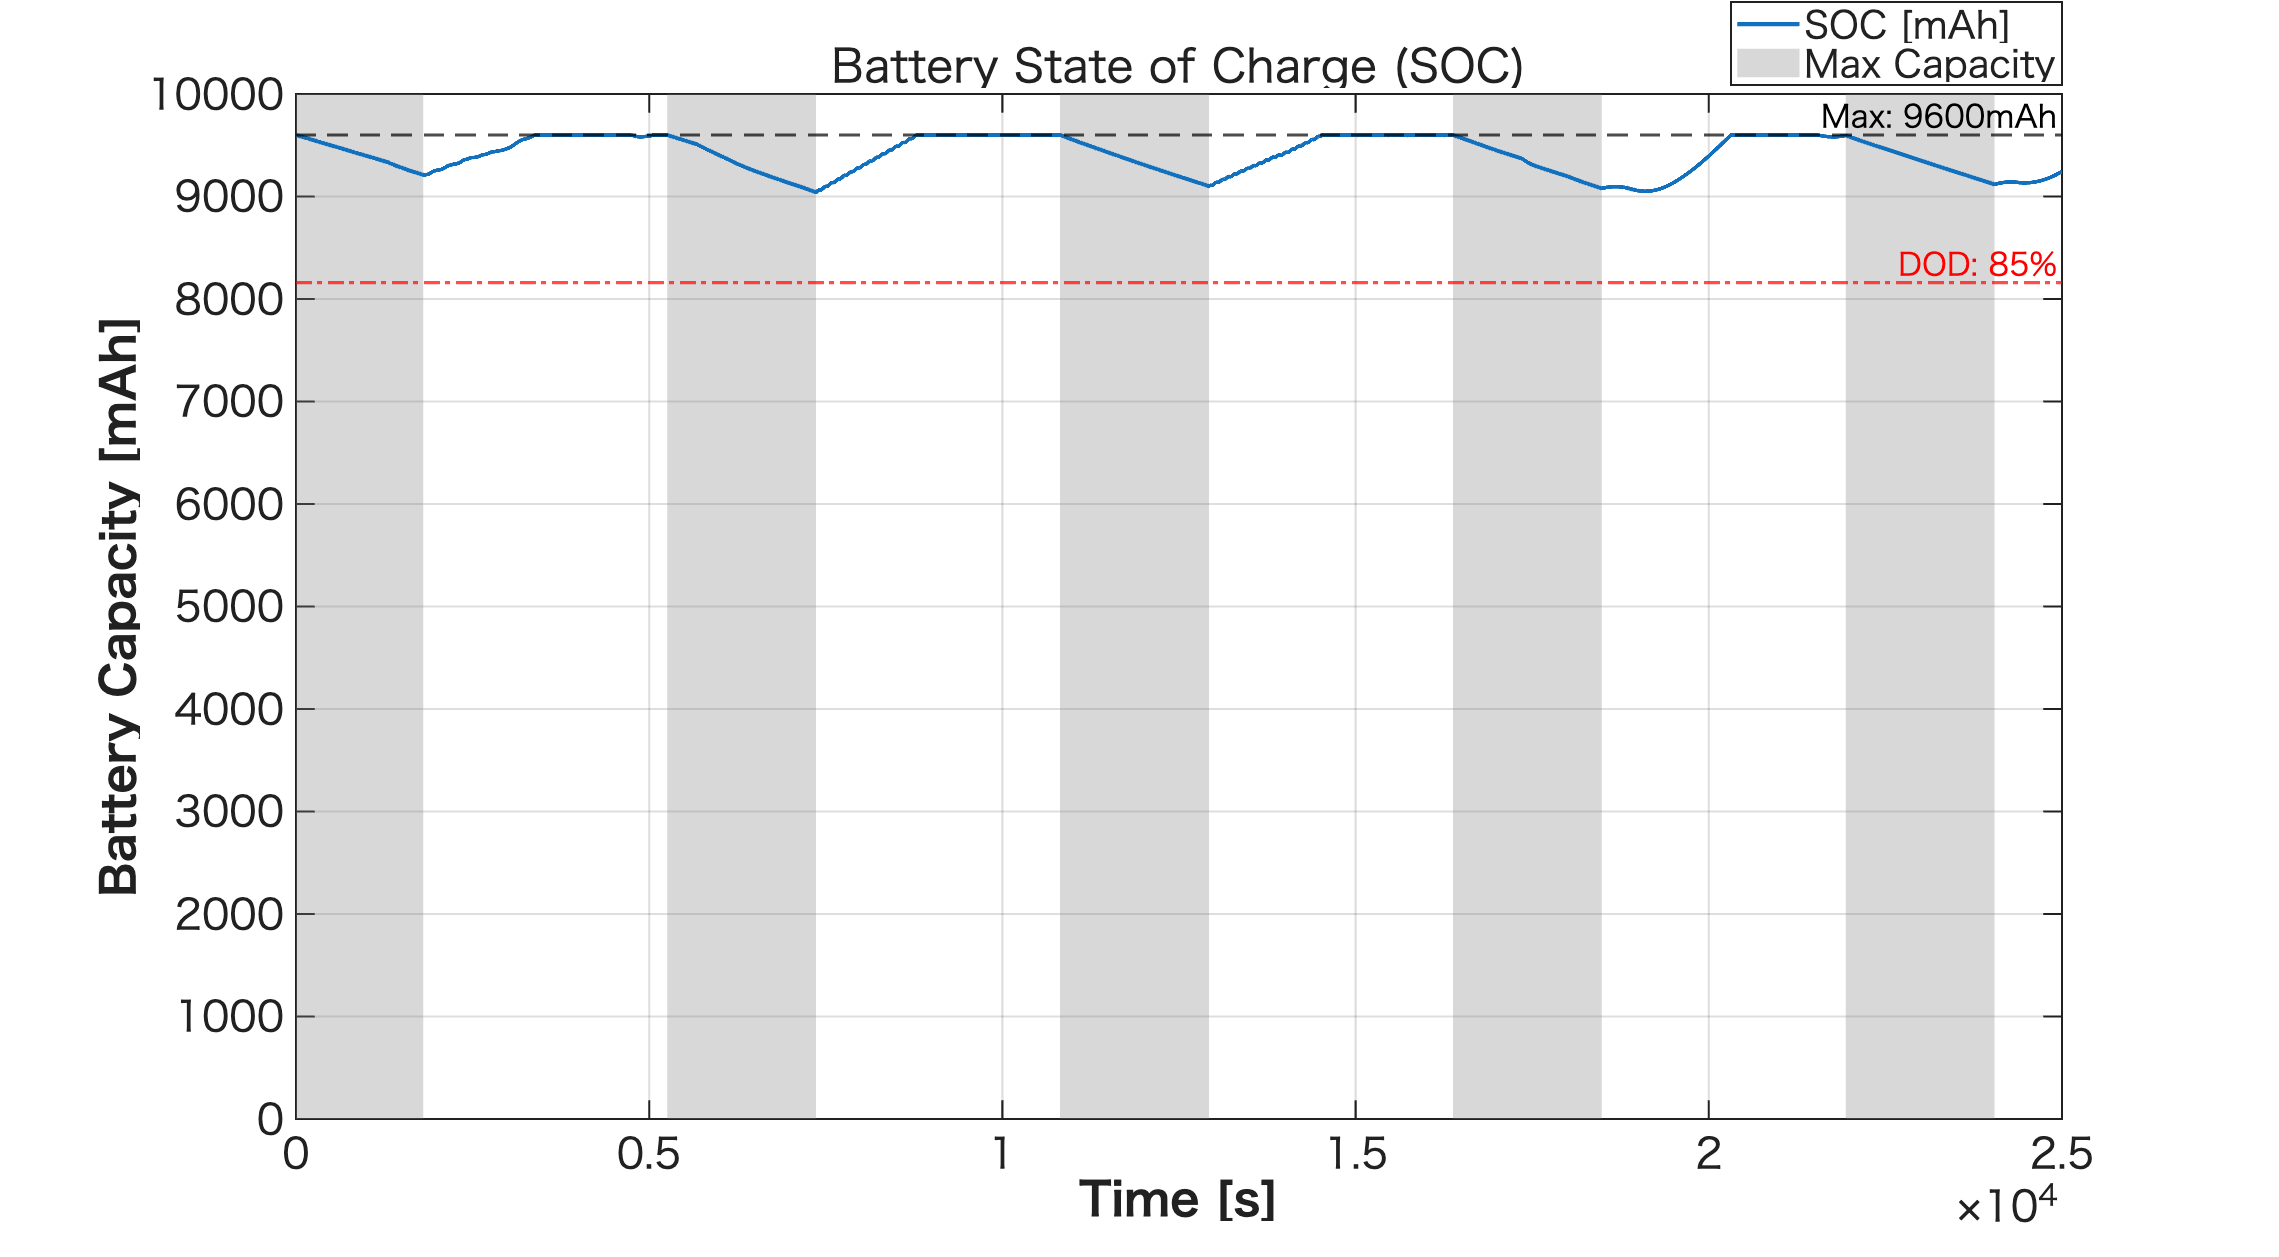 SOC [mAh]
Max Capacity
Battery State of Charge (SOC)
Max: 9600mAh
DOD: 85%
Battery Capacity [mAh]
10000
9000
8000
7000
6000
5000
4000
3000
2000
1000
0
0 0.5 1 1.5 2 2.5
Time [s]
×10⁴